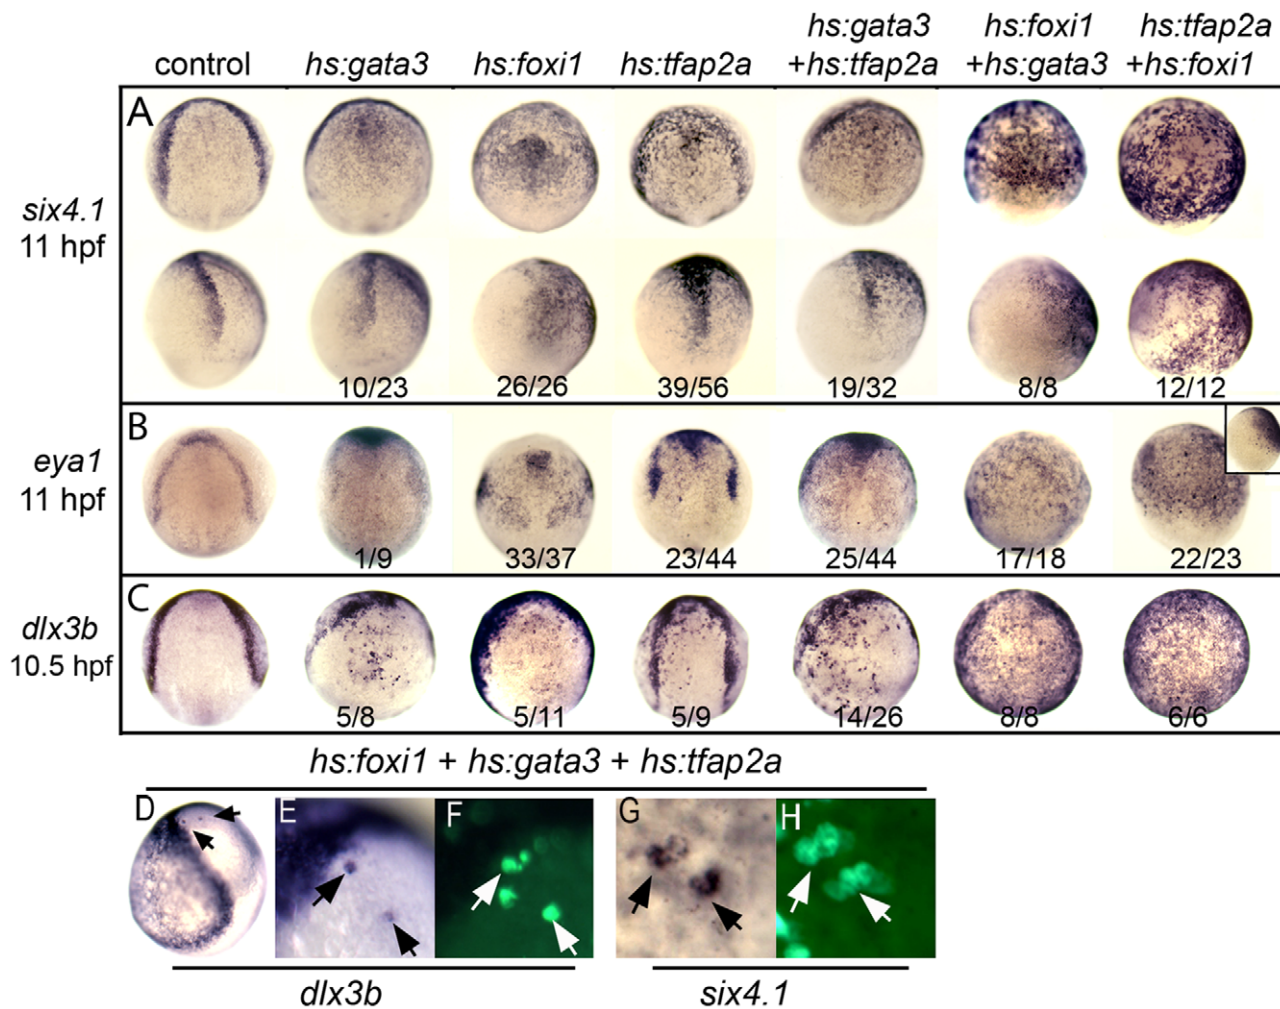 hs:gata3 hs:foxi1 hs:tfap2a
control hs:gata3 hs:foxi1 hs:tfap2a +hs:tfap2a +hs:gata3 +hs:foxi1
A
six4.1
11 hpf
10/23 26/26 39/56 19/32 8/8 12/12
B
eya1
11 hpf
1/9 33/37 23/44 25/44 17/18 22/23
C
dlx3b
10.5 hpf
5/8 5/11 5/9 14/26 8/8 6/6
hs:foxi1 + hs:gata3 + hs:tfap2a
D E F G H
dlx3b six4.1